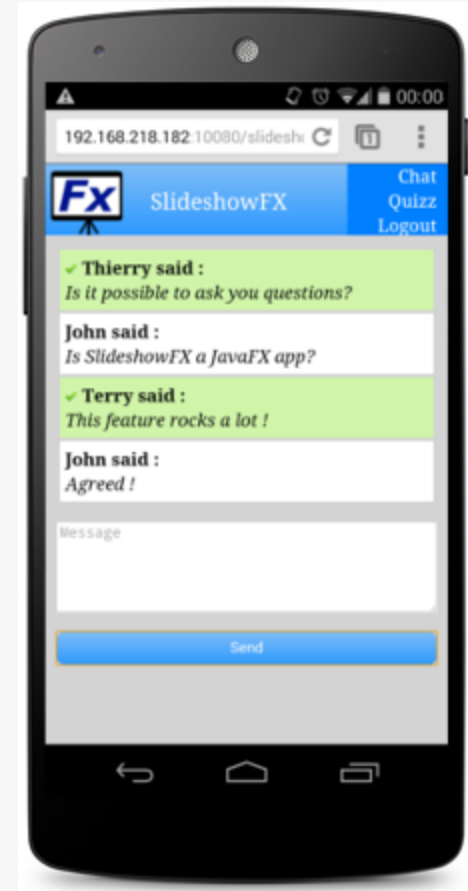 00:00
192.168.218.182:10080/slidesh
1
Fx
SlideshowFX
Chat
Quizz
Logout
Thierry said :
Is it possible to ask you questions?
John said :
Is SlideshowFX a JavaFX app?
Terry said :
This feature rocks a lot !
John said :
Agreed !
Message
Send